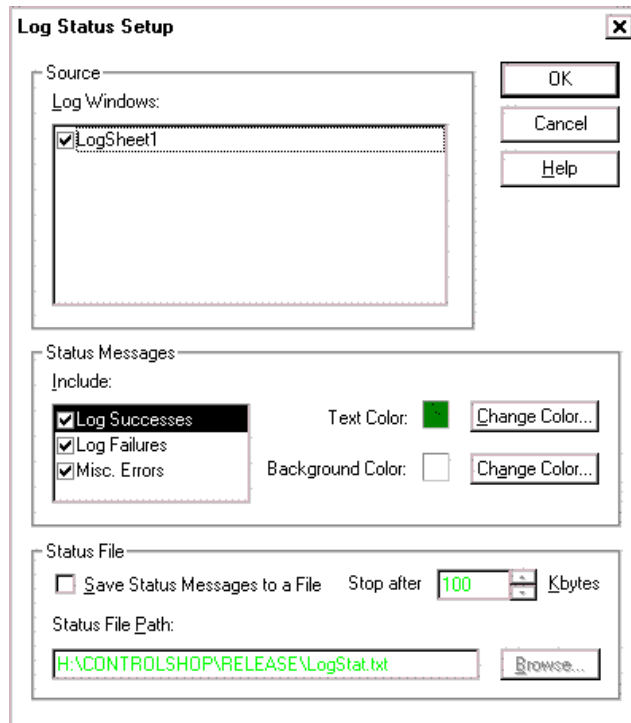 Log Status Setup
Source
Log Windows:
LogSheet1
OK
Cancel
Help
Status Messages
Include:
Log Successes
Log Failures
Misc. Errors
Text Color:
Change Color...
Background Color:
Change Color...
Status File
Save Status Messages to a File
Stop after
100
Kbytes
Status File Path:
H:\CONTROLSHOP\RELEASE\LogStat.txt
Browse...